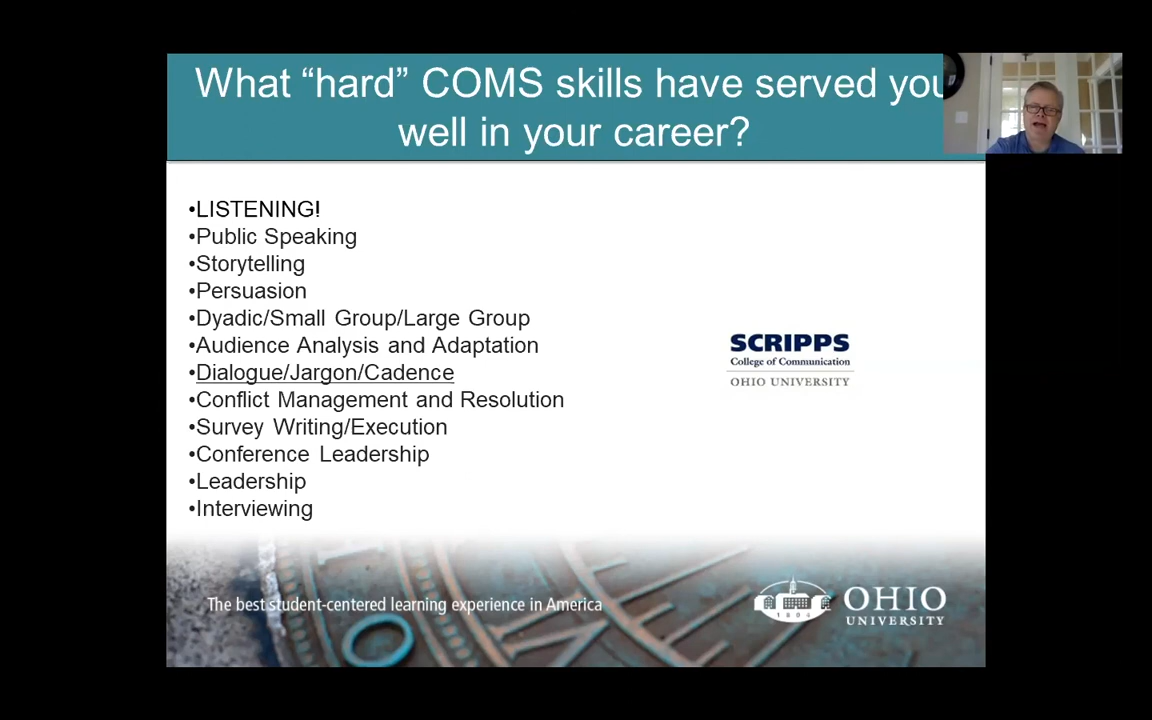 What “hard” COMS skills have served you
well in your career?
•LISTENING!
•Public Speaking
•Storytelling
•Persuasion
•Dyadic/Small Group/Large Group
•Audience Analysis and Adaptation
•Dialogue/Jargon/Cadence
•Conflict Management and Resolution
•Survey Writing/Execution
•Conference Leadership
•Leadership
•Interviewing
SCRIPPS
College of Communication
OHIO UNIVERSITY
The best student-centered learning experience in America
1804
OHIO
UNIVERSITY